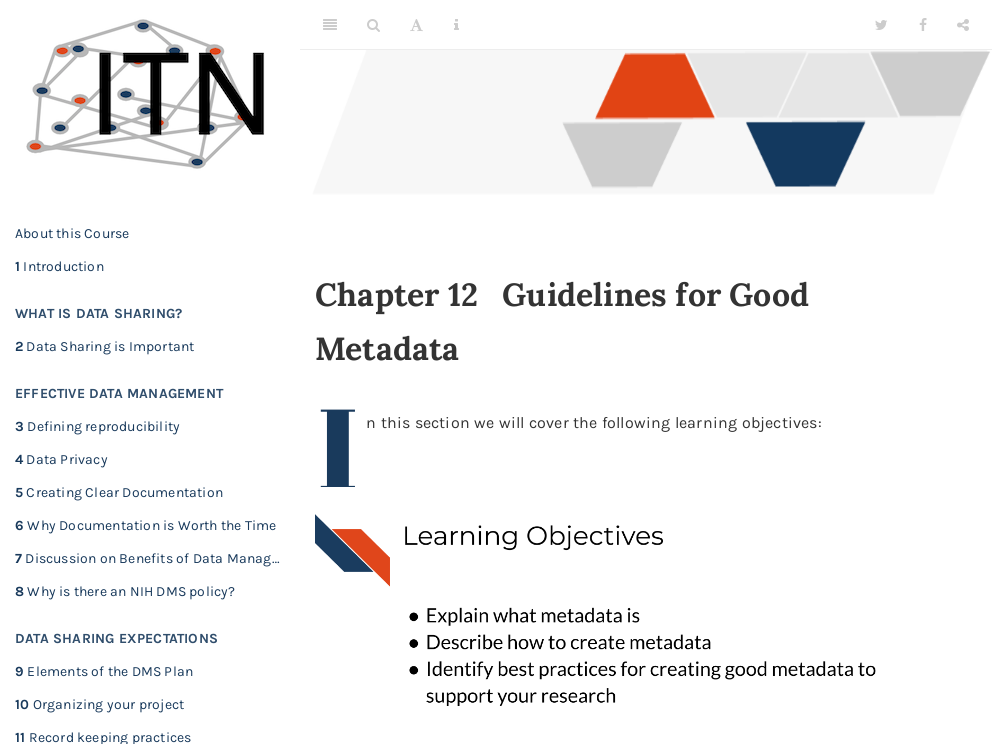 ITN
About this Course
1 Introduction
WHAT IS DATA SHARING?
2 Data Sharing is Important
EFFECTIVE DATA MANAGEMENT
3 Defining reproducibility
4 Data Privacy
5 Creating Clear Documentation
6 Why Documentation is Worth the Time
7 Discussion on Benefits of Data Manag...
8 Why is there an NIH DMS policy?
DATA SHARING EXPECTATIONS
9 Elements of the DMS Plan
10 Organizing your project
11 Record keeping practices
Chapter 12 Guidelines for Good
Metadata
In this section we will cover the following learning objectives:
Learning Objectives
● Explain what metadata is
● Describe how to create metadata
● Identify best practices for creating good metadata to
support your research